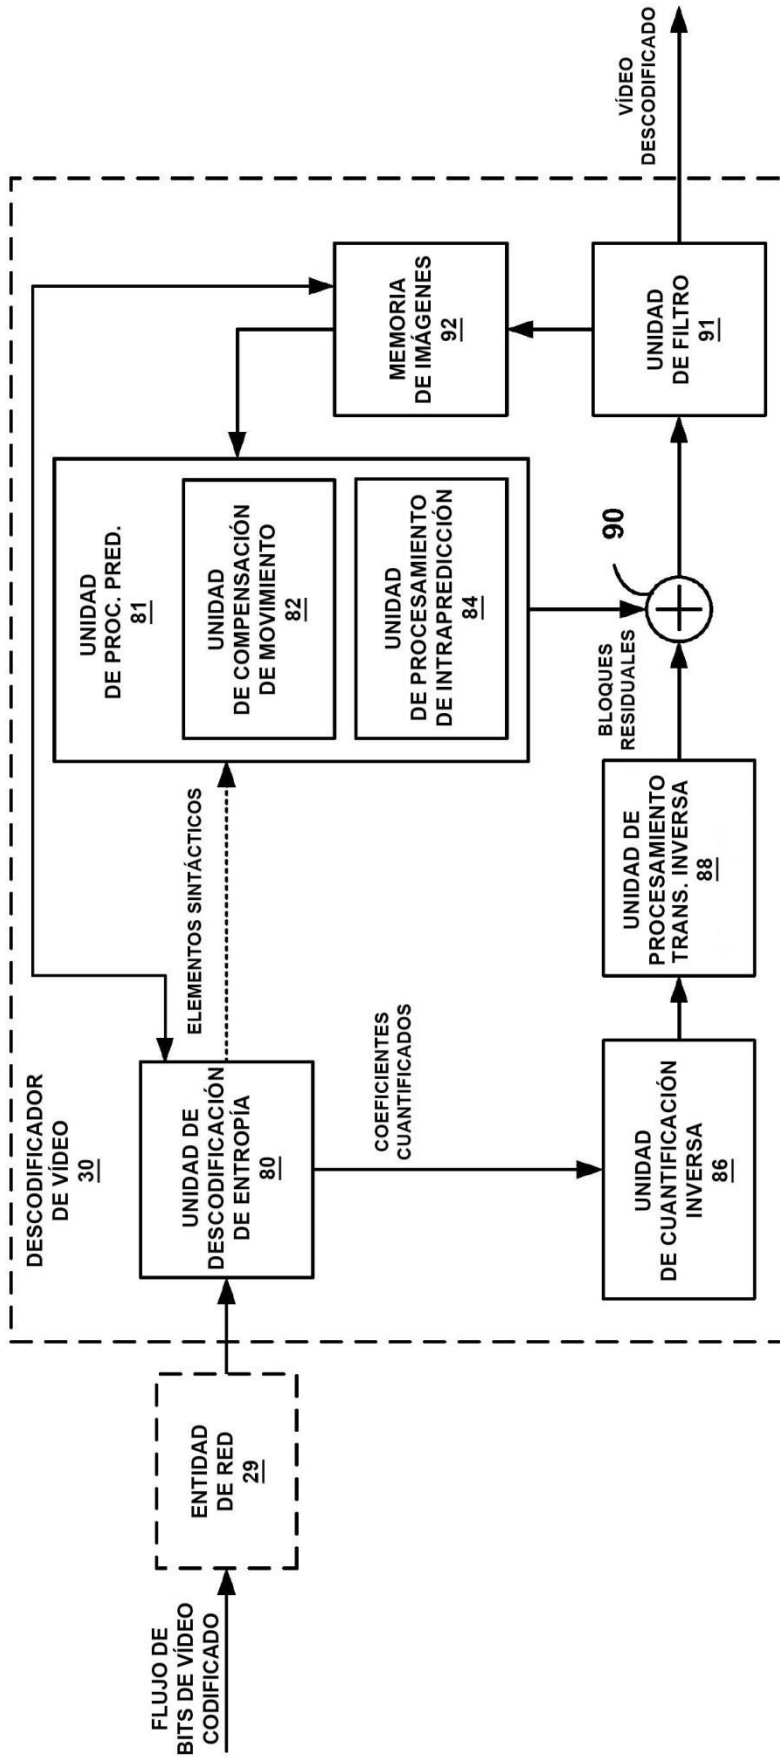 FLUJO DE
BITS DE VÍDEO
CODIFICADO
ENTIDAD
DE RED
29
DESCODIFICADOR
DE VÍDEO
30
UNIDAD DE
DESCODIFICACIÓN
DE ENTROPÍA
80
ELEMENTOS SINTÁCTICOS
COEFICIENTES
CUANTIFICADOS
UNIDAD
DE PROC. PRED.
81
UNIDAD
DE COMPENSACIÓN
DE MOVIMIENTO
82
UNIDAD
DE PROCESAMIENTO
DE INTRAPREDICCIÓN
84
MEMORIA
DE IMÁGENES
92
UNIDAD
DE CUANTIFICACIÓN
INVERSA
86
UNIDAD DE
PROCESAMIENTO
TRANS. INVERSA
88
BLOQUES
RESIDUALES
90
UNIDAD
DE FILTRO
91
VÍDEO
DESCODIFICADO